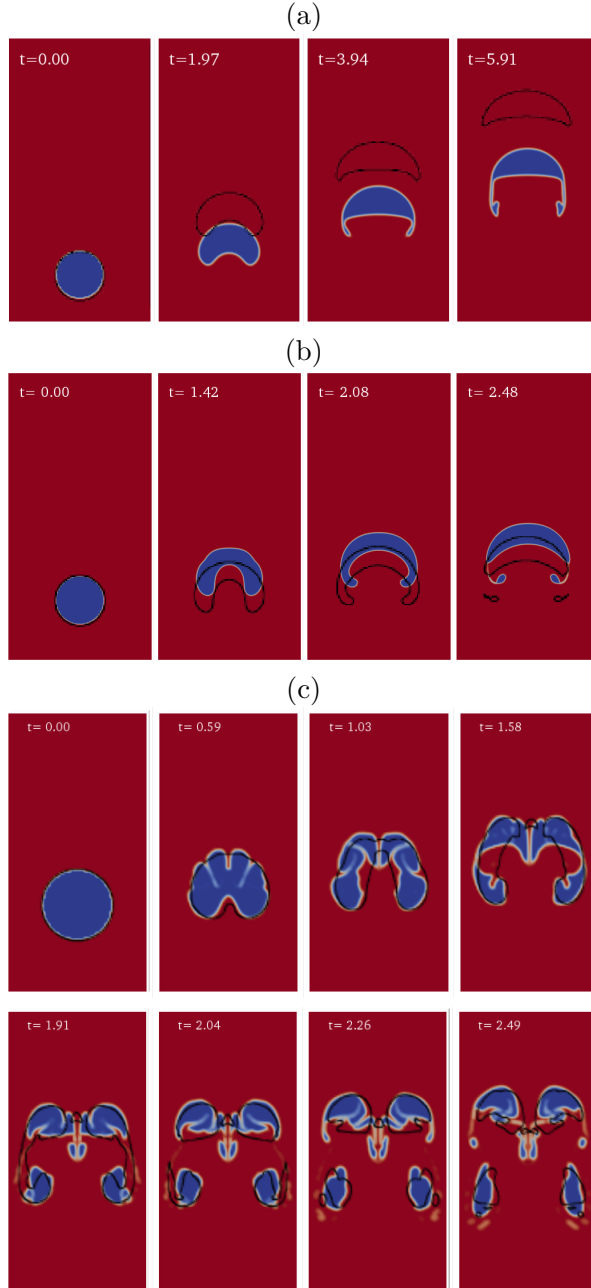 (a)
t=0.00 t=1.97 t=3.94 t=5.91
(b)
t= 0.00 t= 1.42 t= 2.08 t= 2.48
(c)
t= 0.00 t= 0.59 t= 1.03 t= 1.58
t= 1.91 t= 2.04 t= 2.26 t= 2.49